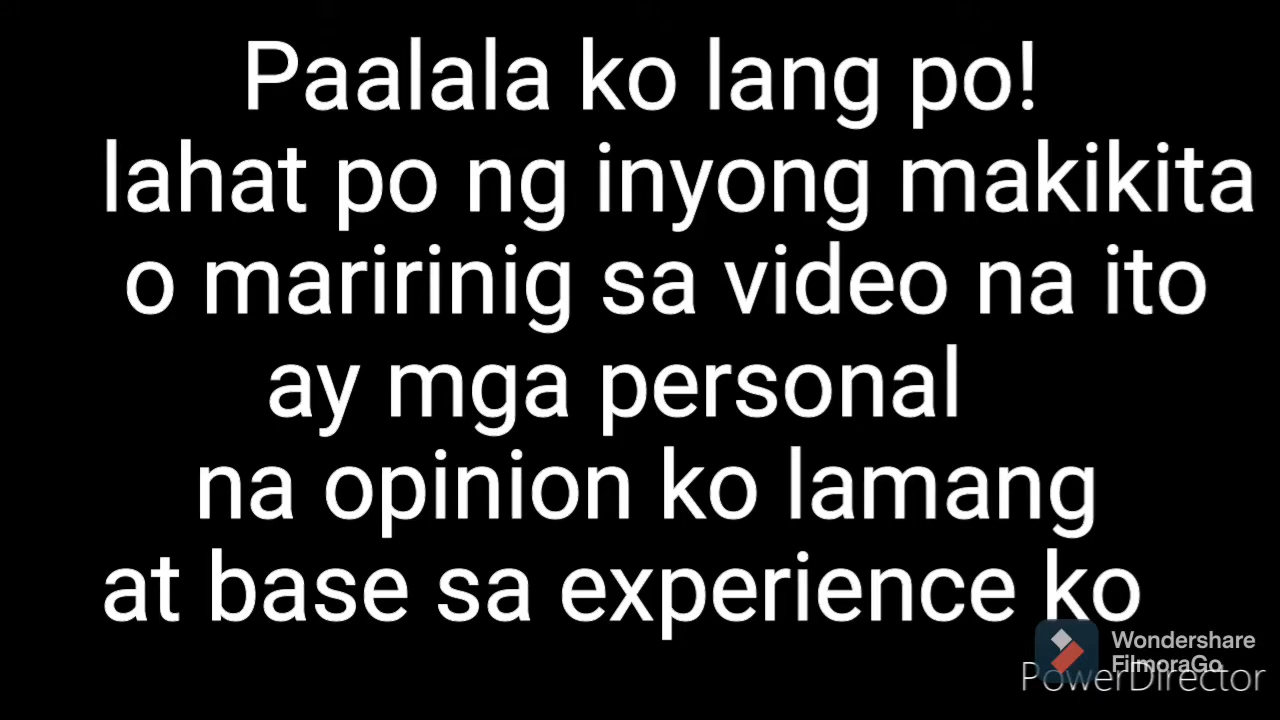 Paalala ko lang po!
lahat po ng inyong makikita
o maririnig sa video na ito
ay mga personal
na opinion ko lamang
at base sa experience ko
Wondershare
FilmoraGo
PowerDirector